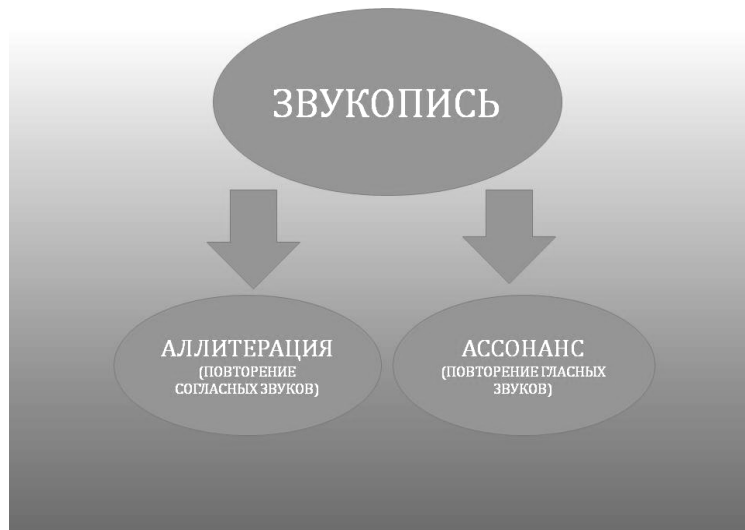 ЗВУКОПИСЬ
АЛЛИТЕРАЦИЯ
(ПОВТОРЕНИЕ
СОГЛАСНЫХ ЗВУКОВ)
АССОНАНС
(ПОВТОРЕНИЕ ГЛАСНЫХ
ЗВУКОВ)